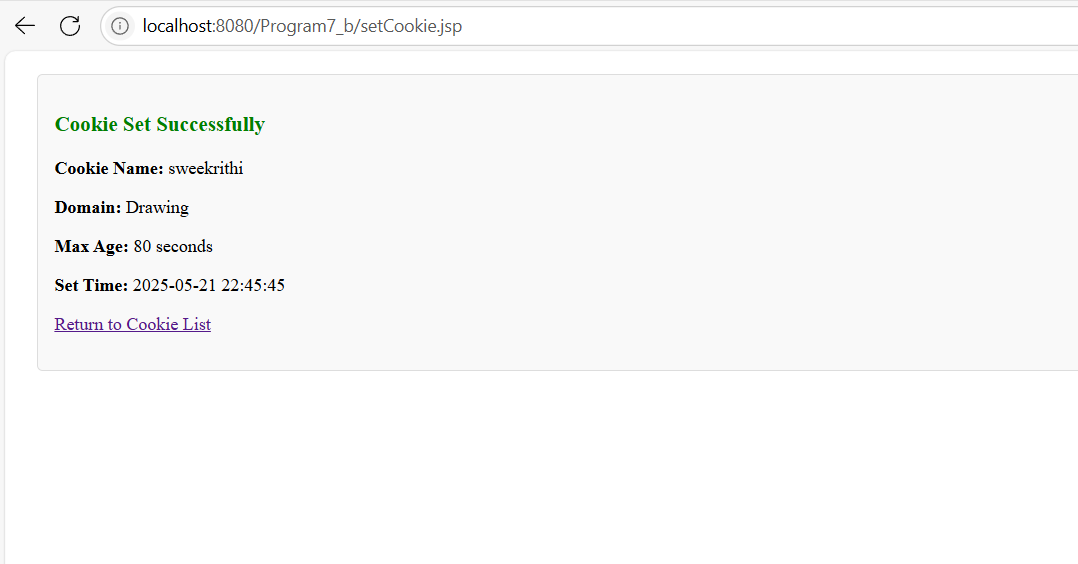 localhost:8080/Program7_b/setCookie.jsp
Cookie Set Successfully
Cookie Name: sweekrithi
Domain: Drawing
Max Age: 80 seconds
Set Time: 2025-05-21 22:45:45
Return to Cookie List